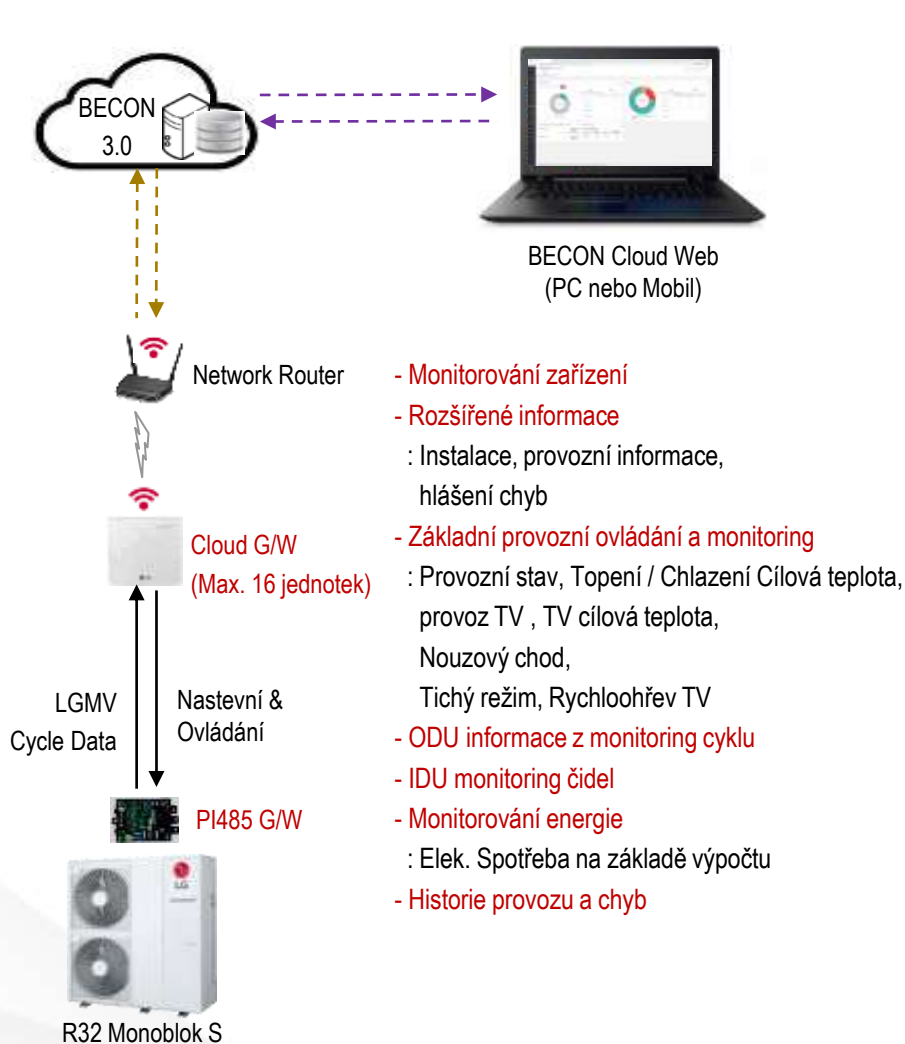 BECON
3.0
BECON Cloud Web
(PC nebo Mobil)
Network Router
Cloud G/W
(Max. 16 jednotek)
LGMV
Cycle Data
Nastevní &
Ovládání
PI485 G/W
LG
R32 Monoblok S
- Monitorování zařízení
- Rozšířené informace
: Instalace, provozní informace,
hlášení chyb
- Základní provozní ovládání a monitoring
: Provozní stav, Topení / Chlazení Cílová teplota,
provoz TV , TV cílová teplota,
Nouzový chod,
Tichý režim, Rychloohřev TV
- ODU informace z monitoring cyklu
- IDU monitoring čidel
- Monitorování energie
: Elek. Spotřeba na základě výpočtu
- Historie provozu a chyb